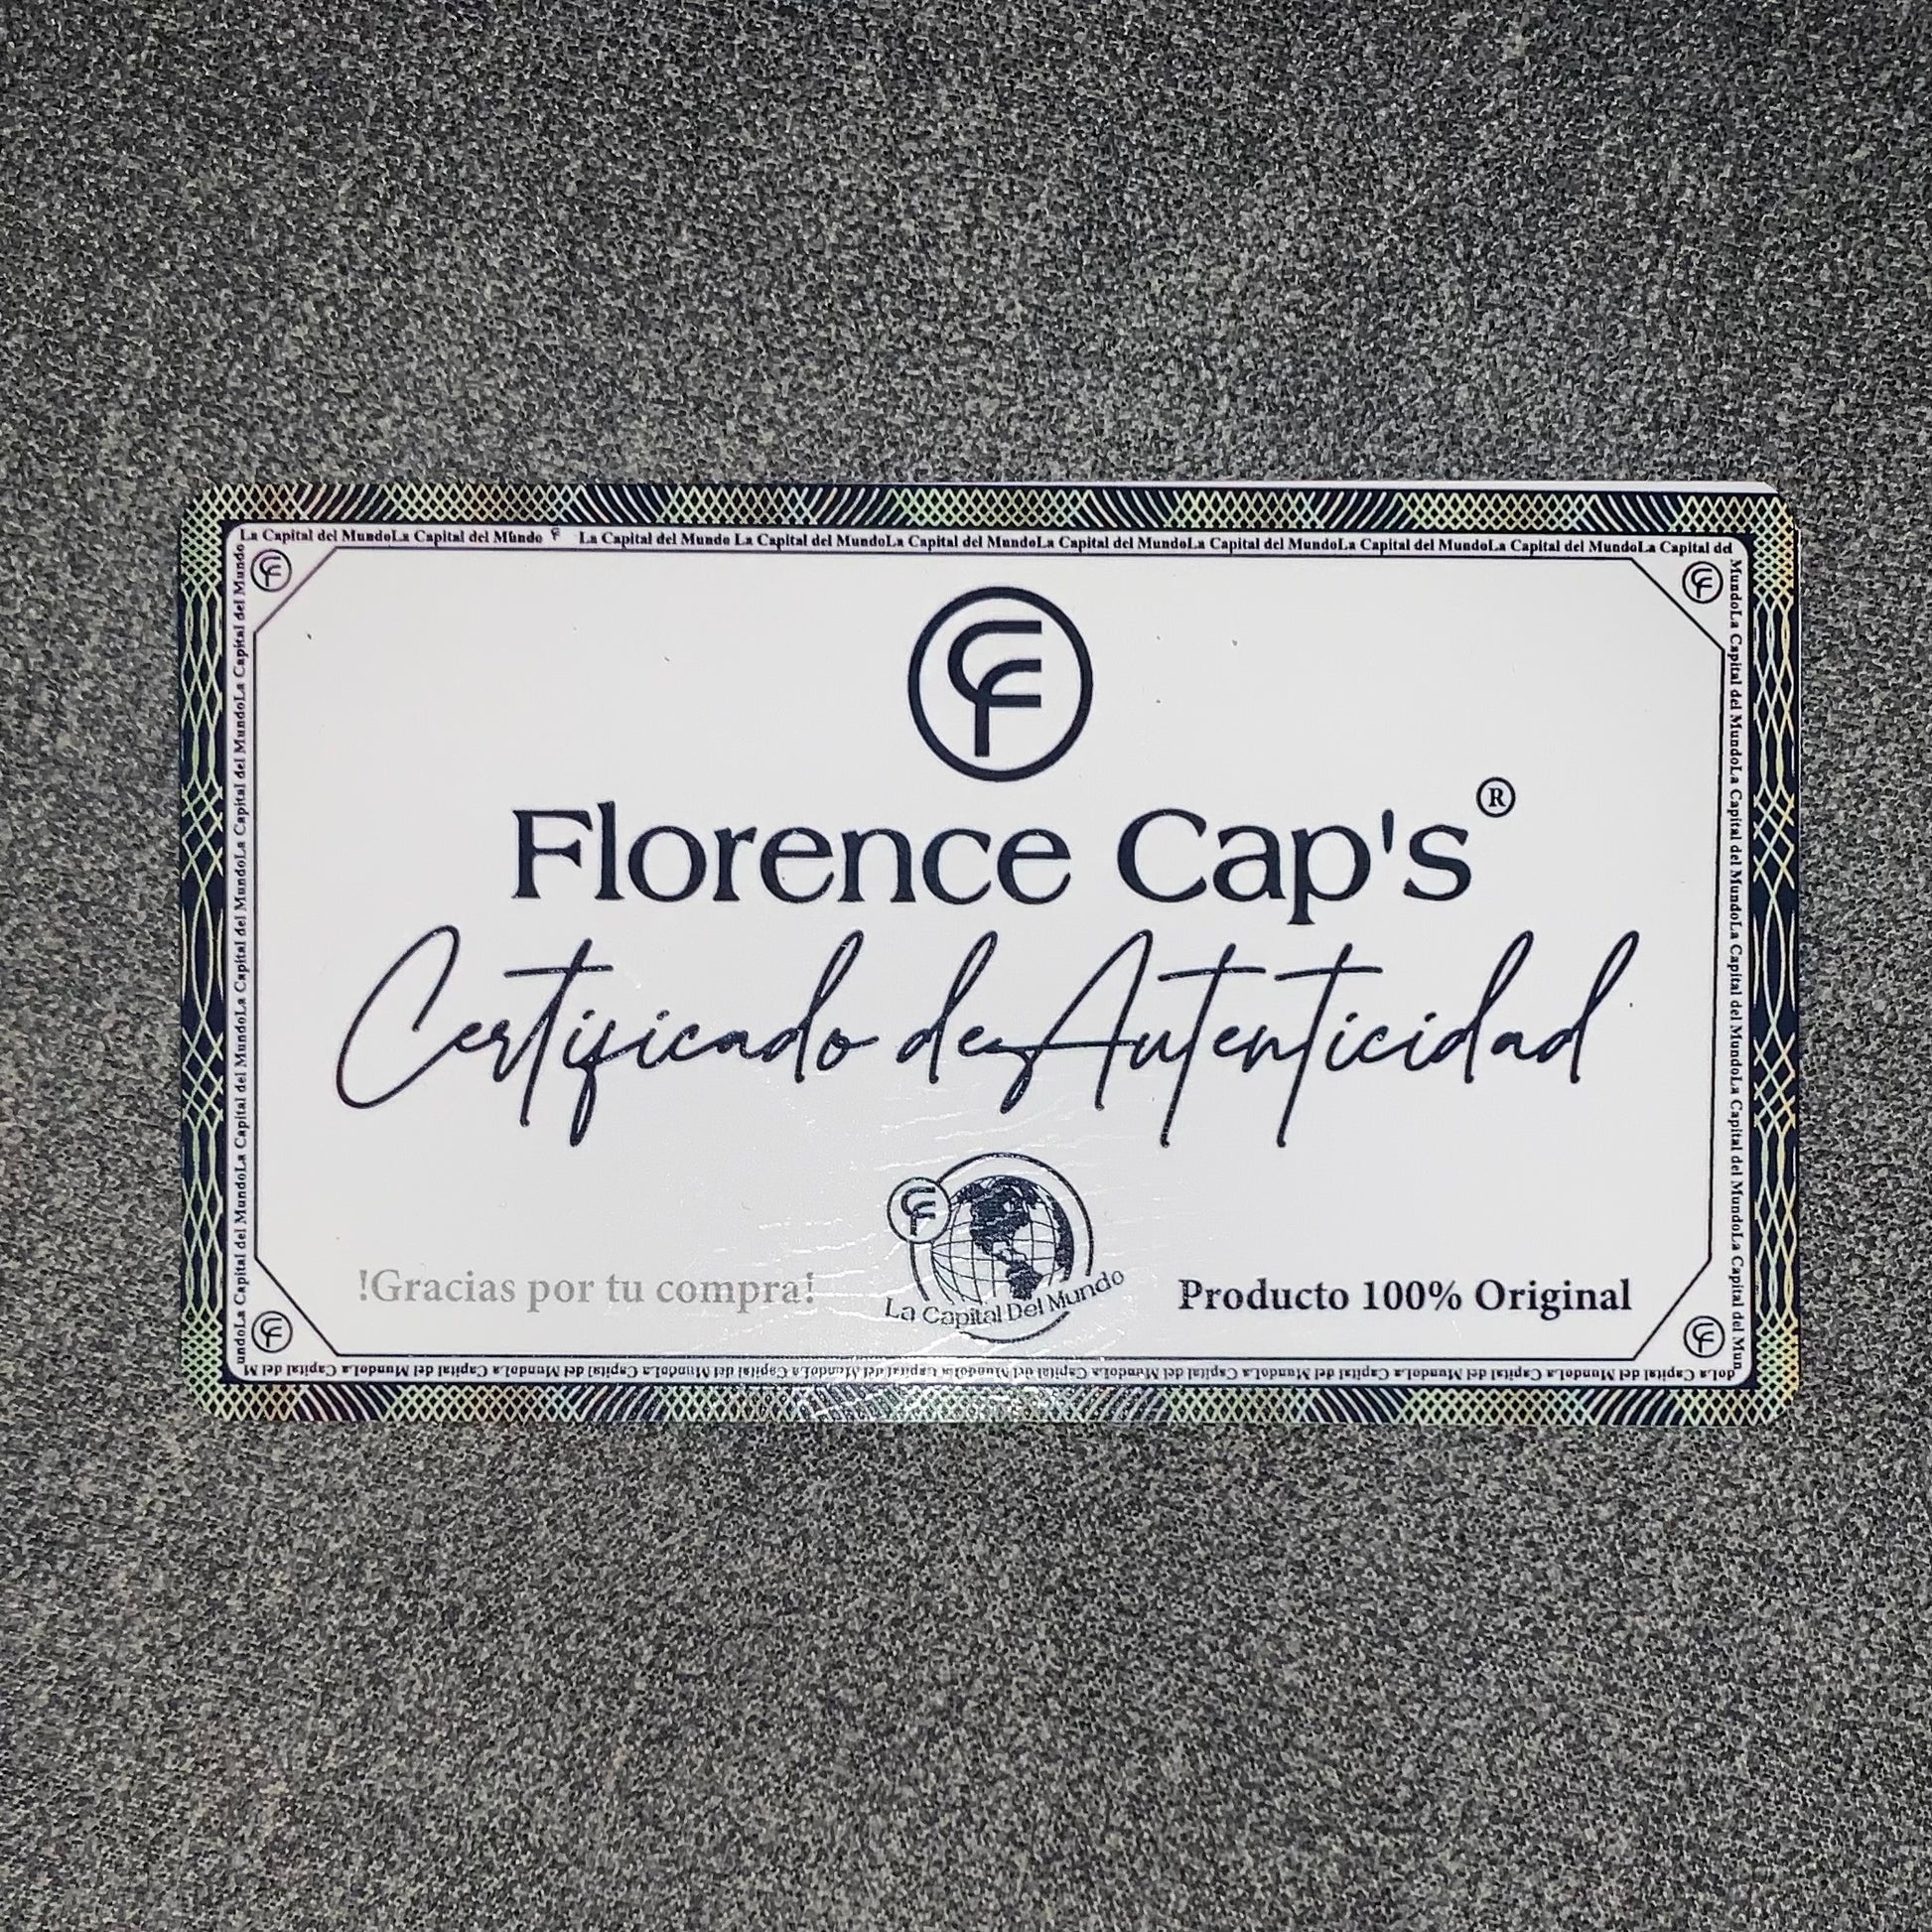 La Capital del MundoLa Capital del Mundo La Capital del Mundo La Capital del MundoLa Capital del MundoLa Capital del MundoLa Capital del MundoLa Capital del MundoLa Capital del MundoLa Capital del
CF
Florence Cap's®
Certificado de Autenticidad
CF
La Capital Del Mundo
!Gracias por tu compra!
Producto 100% Original